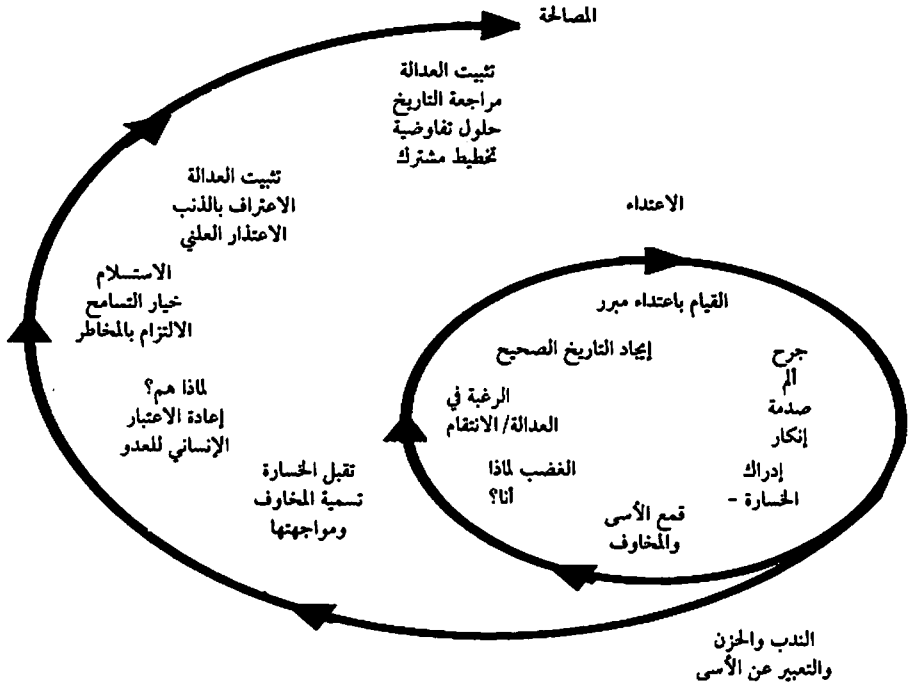 المصالحة
تثبيت العدالة
مراجعة التاريخ
حلول تفاوضية
تخطيط مشترك
تثبيت العدالة
الاعتراف بالذنب
الاعتذار العلني
الاستسلام
خيار التسامح
الالتزام بالمخاطر
لماذا هم؟
إعادة الاعتبار
الإنساني للعدو
تقبل الخسارة
تسمية المخاوف
ومواجهتها
الاعتداء
القيام باعتداء مبرر
إيجاد التاريخ الصحيح
الرغبة في
العدالة/الانتقام
الغضب لماذا
أنا؟
قمع الأسى
والمخاوف
جرح
ألم
صدمة
إنكار
إدراك
الخسارة -
الندب والحزن
والتعبير عن الأسى